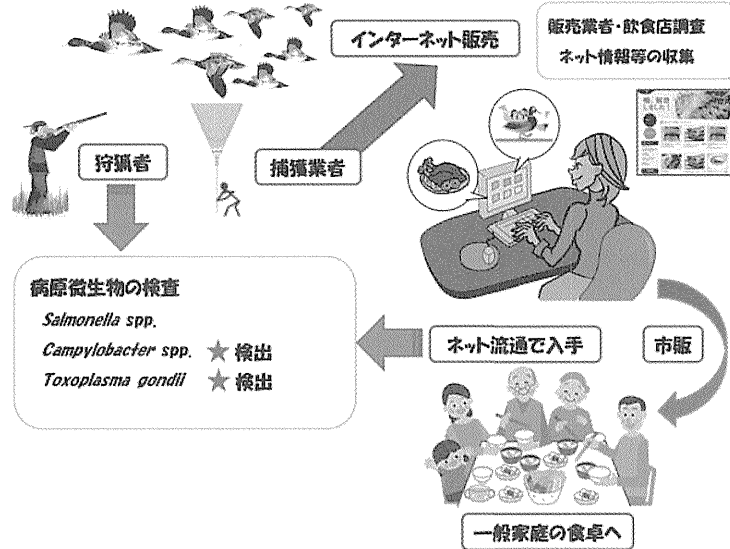 インターネット販売
販売業者・飲食店調査
ネット情報等の収集
狩猟者
捕獲業者
病原微生物の検査
Salmonella spp.
Campylobacter spp. ★ 検出
Toxoplasma gondii ★ 検出
ネット流通で入手
市販
一般家庭の食卓へ